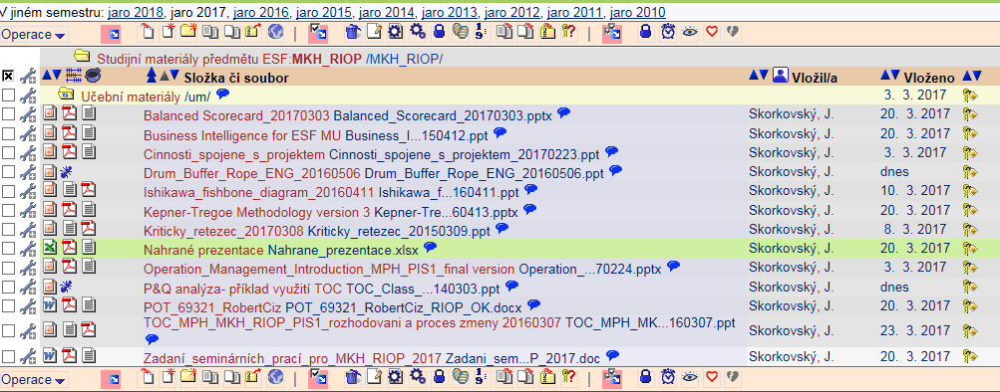 V jiném semestru: jaro 2018, jaro 2017, jaro 2016, jaro 2015, jaro 2014, jaro 2013, jaro 2012, jaro 2011, jaro 2010
Operace
Studijní materiály předmětu ESF:MKH_RIOP /MKH_RIOP/
Složka či soubor Vložil/a Vloženo
Učební materiály /um/ 3. 3. 2017
Balanced Scorecard_20170303 Balanced_Scorecard_20170303.pptx Skorkovský, J. 20. 3. 2017
Business Intelligence for ESF MU Business_I...150412.ppt Skorkovský, J. 20. 3. 2017
Cinnosti_spojene_s_projektem Cinnosti_spojene_s_projektem_20170223.ppt Skorkovský, J. 3. 3. 2017
Drum_Buffer_Rope_ENG_20160506 Drum_Buffer_Rope_ENG_20160506.ppt Skorkovský, J. dnes
Ishikawa_fishbone_diagram_20160411 Ishikawa_f...160411.ppt Skorkovský, J. 10. 3. 2017
Kepner-Tregoe Methodology version 3 Kepner-Tre...60413.pptx Skorkovský, J. 20. 3. 2017
Kriticky_retezec_20170308 Kriticky_retezec_20150309.ppt Skorkovský, J. 8. 3. 2017
Nahrané prezentace Nahrane_prezentace.xlsx Skorkovský, J. 20. 3. 2017
Operation_Management_Introduction_MPH_PIS1_final version Operation_...70224.pptx Skorkovský, J. 3. 3. 2017
P&Q analýza- příklad využití TOC TOC_Class_...140303.ppt Skorkovský, J. dnes
POT_69321_RobertCiz POT_69321_RobertCiz_RIOP_OK.docx Skorkovský, J. 20. 3. 2017
TOC_MPH_MKH_RIOP_PIS1_rozhodovani a proces zmeny 20160307 TOC_MPH_MK...160307.ppt Skorkovský, J. 23. 3. 2017
Zadaní_seminárních_prací_pro_MKH_RIOP_2017 Zadani_sem...P_2017.doc Skorkovský, J. 20. 3. 2017
Operace